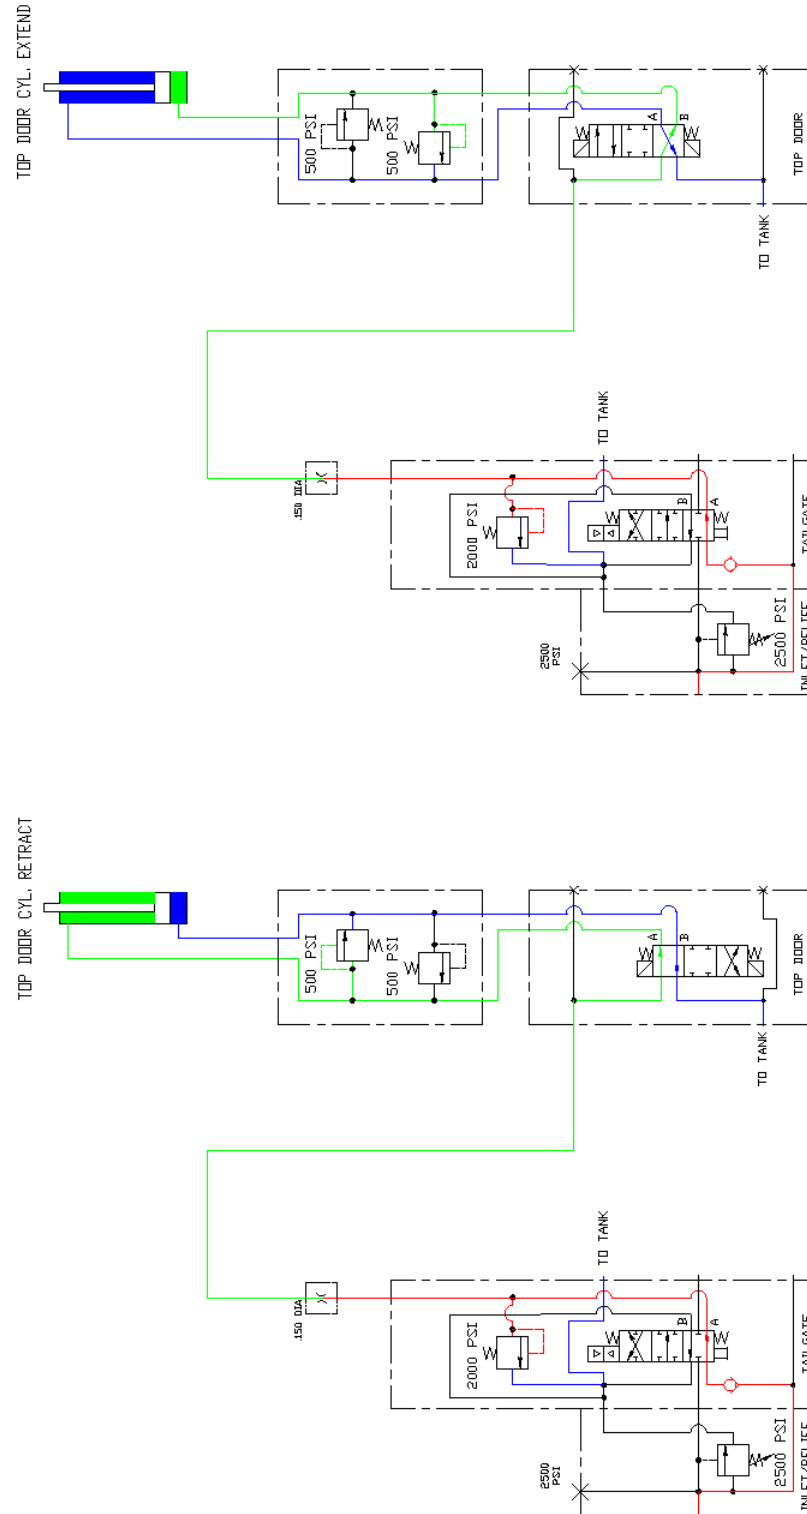 TOP DOOR CYL. EXTEND
500 PSI
500 PSI
A
B
TOP DOOR
TO TANK
.150 DIA
TO TANK
2000 PSI
B
A
TAILGATE
2500 PSI
2500
PSI
INLET/RELIEF
TOP DOOR CYL. RETRACT
500 PSI
500 PSI
A
B
TOP DOOR
TO TANK
.150 DIA
TO TANK
2000 PSI
B
A
TAILGATE
2500 PSI
2500
PSI
INLET/RELIEF